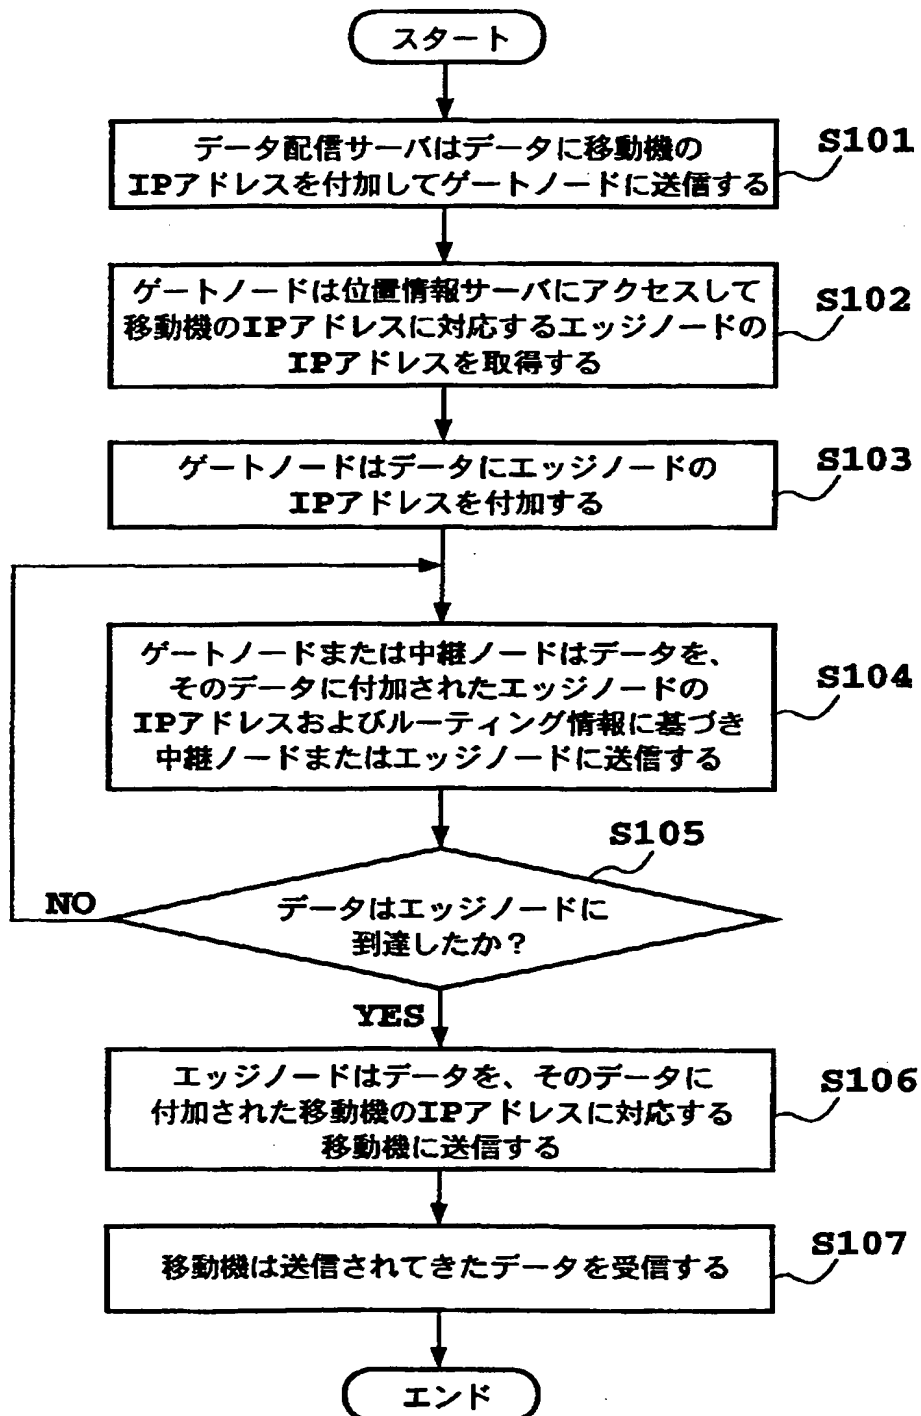 スタート
データ配信サーバはデータに移動機の
IPアドレスを付加してゲートノードに送信する
S101
ゲートノードは位置情報サーバにアクセスして
移動機のIPアドレスに対応するエッジノードの
IPアドレスを取得する
S102
ゲートノードはデータにエッジノードの
IPアドレスを付加する
S103
ゲートノードまたは中継ノードはデータを、
そのデータに付加されたエッジノードの
IPアドレスおよびルーティング情報に基づき
中継ノードまたはエッジノードに送信する
S104
S105
データはエッジノードに
到達したか?
NO
YES
エッジノードはデータを、そのデータに
付加された移動機のIPアドレスに対応する
移動機に送信する
S106
移動機は送信されてきたデータを受信する
S107
エンド